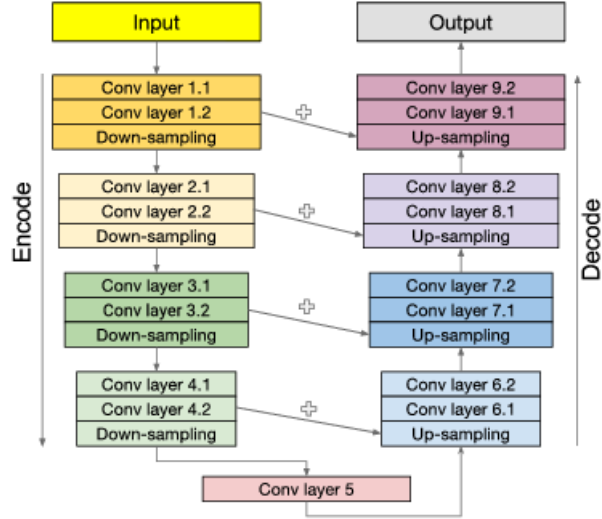 Input
Output
Encode
Conv layer 1.1
Conv layer 1.2
Down-sampling
Conv layer 2.1
Conv layer 2.2
Down-sampling
Conv layer 3.1
Conv layer 3.2
Down-sampling
Conv layer 4.1
Conv layer 4.2
Down-sampling
Conv layer 5
Conv layer 9.2
Conv layer 9.1
Up-sampling
Conv layer 8.2
Conv layer 8.1
Up-sampling
Conv layer 7.2
Conv layer 7.1
Up-sampling
Conv layer 6.2
Conv layer 6.1
Up-sampling
Decode